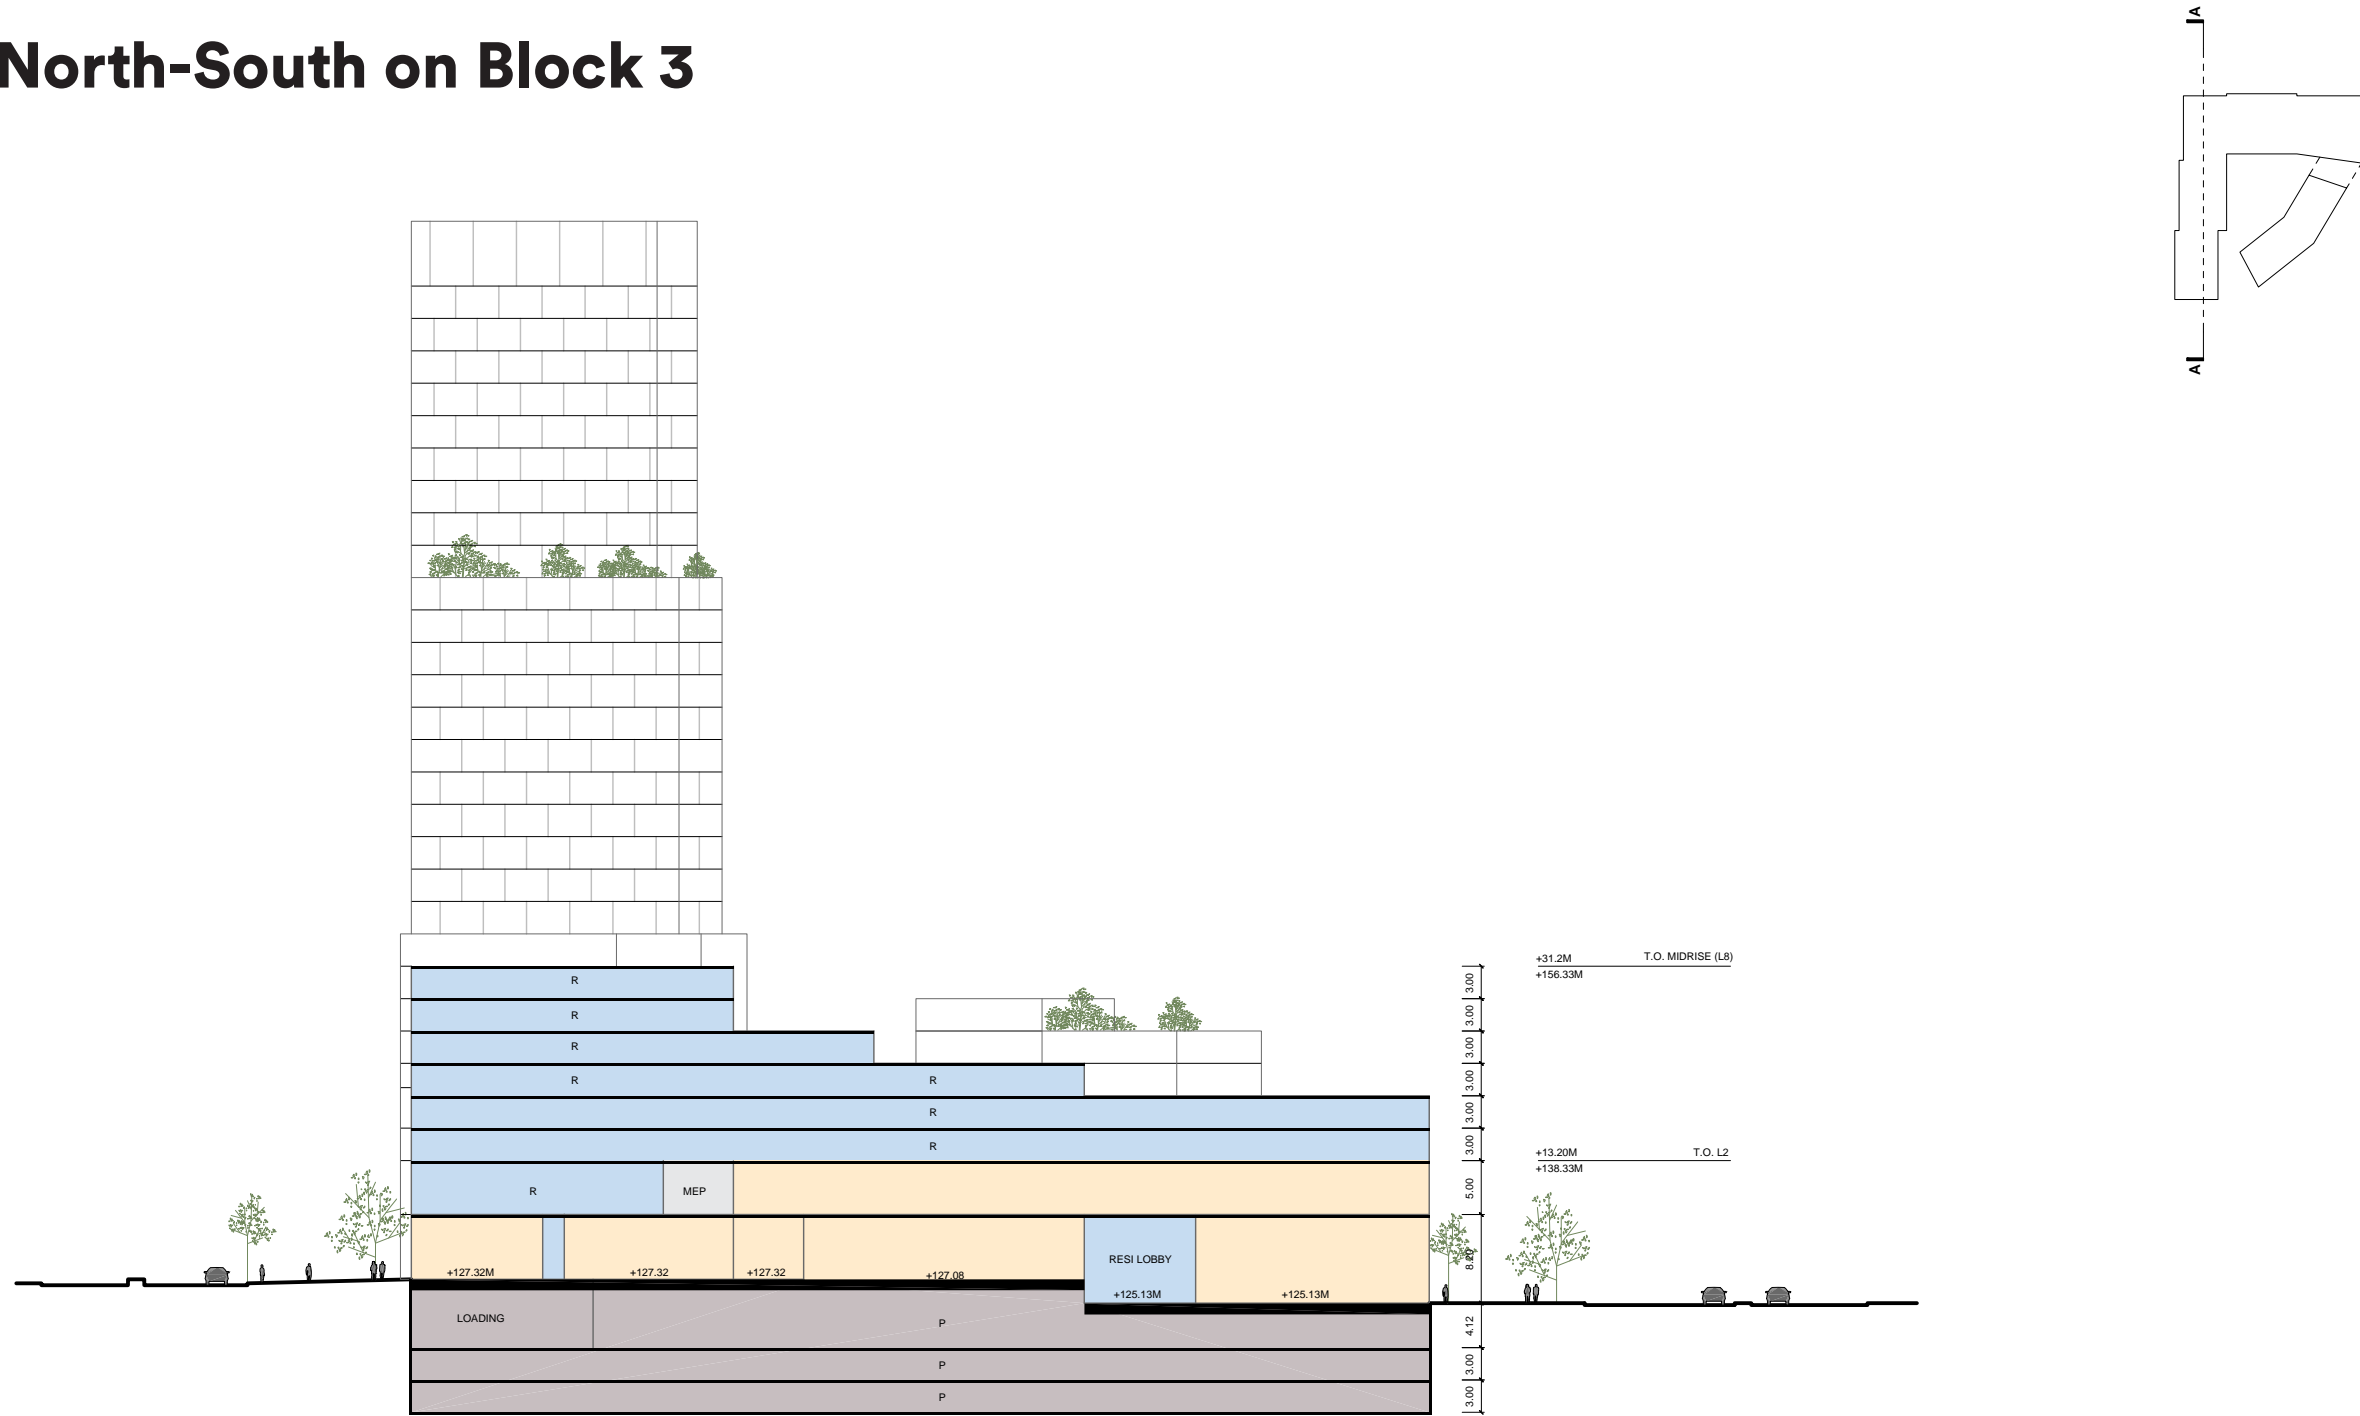 North-South on Block 3
A
A
+31.2M T.O. MIDRISE (L8)
+156.33M
3.00
R
3.00
R
3.00
R
3.00
R R
3.00
R
3.00
R
+13.20M T.O. L2
+138.33M
5.00
R MEP
8.20
RESI LOBBY
+127.32M +127.32 +127.32 +127.08
+125.13M +125.13M
LOADING P 4.12
P 3.00
P 3.00